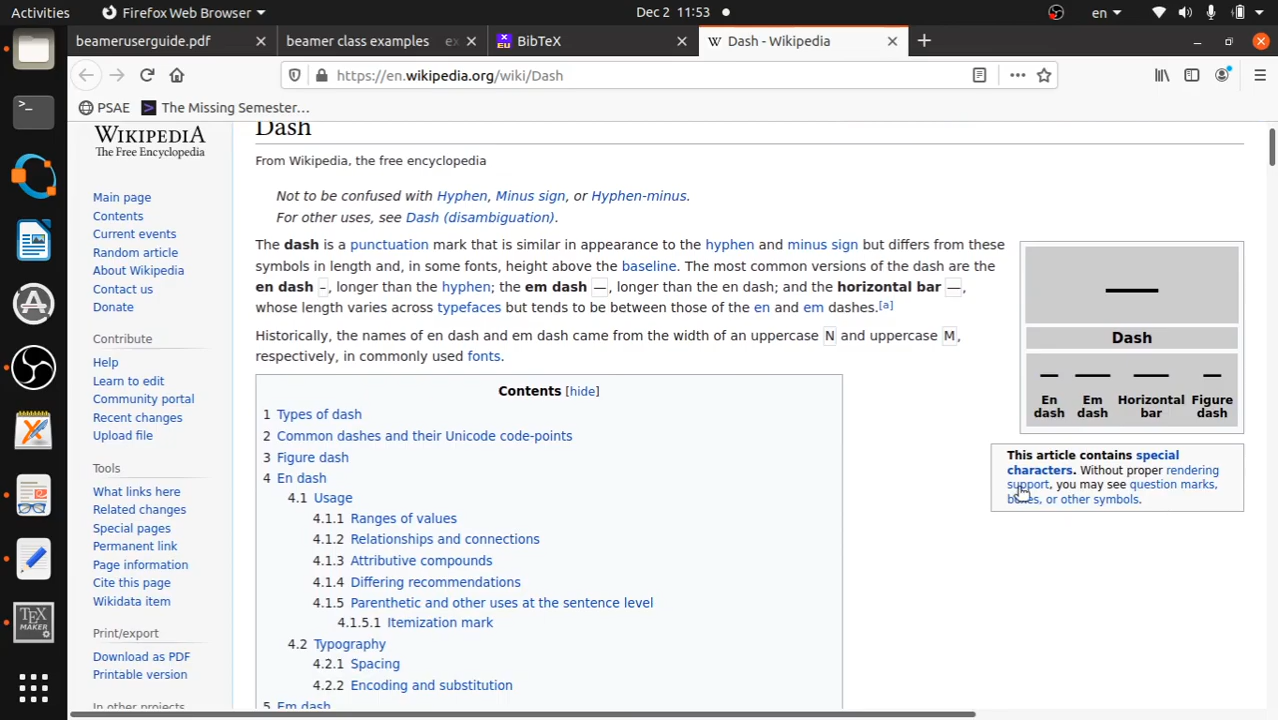 Activities Firefox Web Browser Dec 2 11:53 en
beameruserguide.pdf beamer class examples ex BibTeX Dash - Wikipedia
https://en.wikipedia.org/wiki/Dash
PSAE The Missing Semester…
WIKIPEDIA
The Free Encyclopedia
Main page
Contents
Current events
Random article
About Wikipedia
Contact us
Donate
Contribute
Help
Learn to edit
Community portal
Recent changes
Upload file
Tools
What links here
Related changes
Special pages
Permanent link
Page information
Cite this page
Wikidata item
Print/export
Download as PDF
Printable version
In other projects
Dash
From Wikipedia, the free encyclopedia
Not to be confused with Hyphen, Minus sign, or Hyphen-minus.
For other uses, see Dash (disambiguation).
The dash is a punctuation mark that is similar in appearance to the hyphen and minus sign but differs from these
symbols in length and, in some fonts, height above the baseline. The most common versions of the dash are the
en dash –, longer than the hyphen; the em dash —, longer than the en dash; and the horizontal bar ―,
whose length varies across typefaces but tends to be between those of the en and em dashes.[a]
Historically, the names of en dash and em dash came from the width of an uppercase N and uppercase M,
respectively, in commonly used fonts.
Contents [hide]
1 Types of dash
2 Common dashes and their Unicode code-points
3 Figure dash
4 En dash
4.1 Usage
4.1.1 Ranges of values
4.1.2 Relationships and connections
4.1.3 Attributive compounds
4.1.4 Differing recommendations
4.1.5 Parenthetic and other uses at the sentence level
4.1.5.1 Itemization mark
4.2 Typography
4.2.1 Spacing
4.2.2 Encoding and substitution
5 Em dash
—
Dash
– — ― ‒
En dash Em dash Horizontal bar Figure dash
This article contains special
characters. Without proper rendering
support, you may see question marks,
boxes, or other symbols.
TEX
MAKER